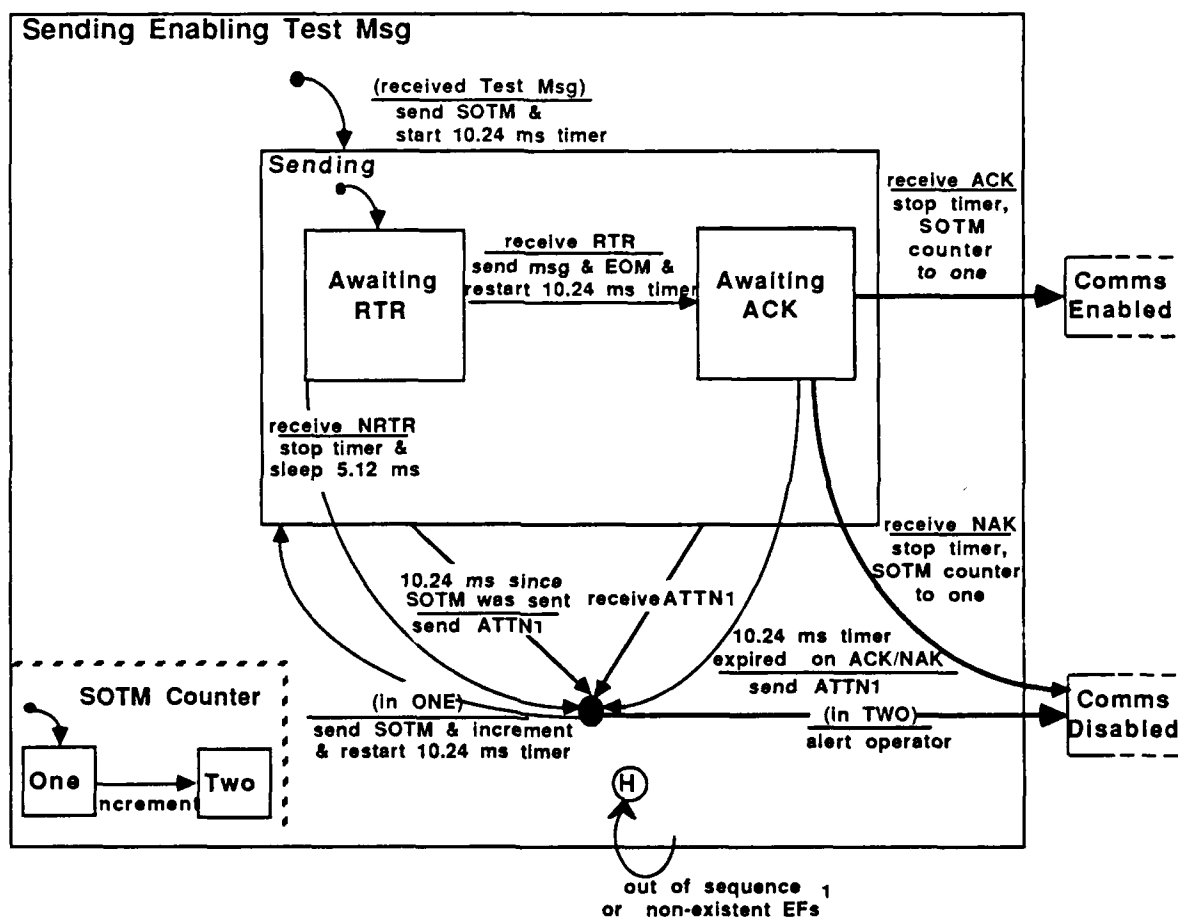 Sending Enabling Test Msg
(received Test Msg)
send SOTM &
start 10.24 ms timer
Sending
Awaiting
RTR
receive RTR
send msg & EOM &
restart 10.24 ms timer
Awaiting
ACK
receive ACK
stop timer,
SOTM
counter
to one
Comms
Enabled
receive NRTR
stop timer &
sleep 5.12 ms
receive NAK
stop timer,
SOTM counter
to one
10.24 ms since
SOTM was sent
send ATTN1
receive ATTN1
10.24 ms timer
expired on ACK/NAK
send ATTN1
(in ONE)
send SOTM & increment
& restart 10.24 ms timer
(in TWO)
alert operator
Comms
Disabled
SOTM Counter
One
ncrement
Two
H
out of sequence 1
or non-existent EFs